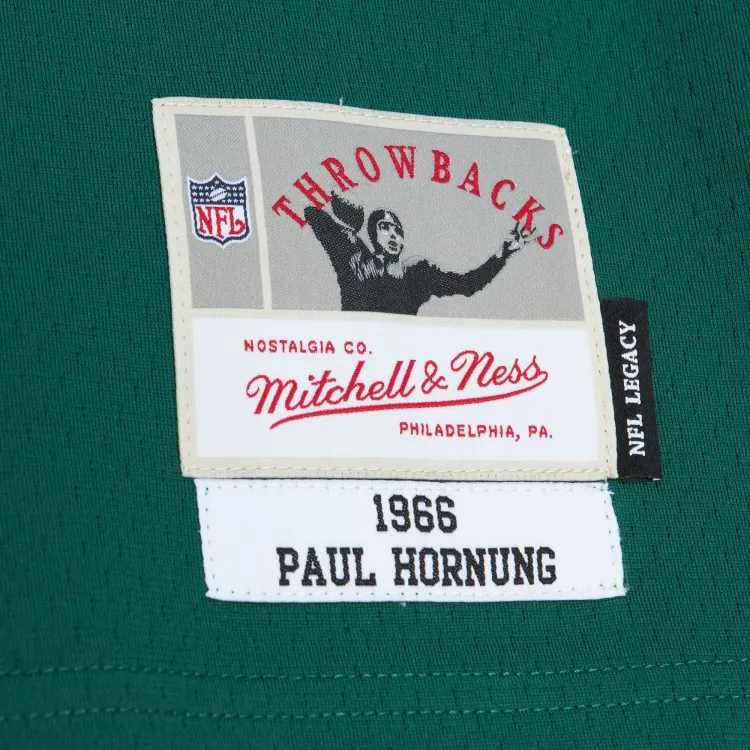 THROWBACKS
NFL
NOSTALGIA CO.
Mitchell & Ness
PHILADELPHIA, PA.
NFL LEGACY
1966
PAUL HORNUNG